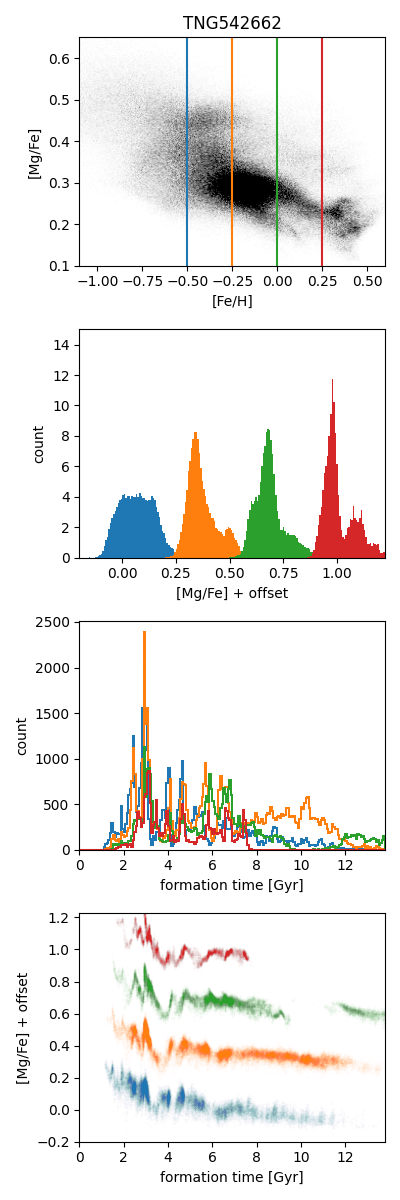 TNG542662
0.6
0.5
0.4
0.3
0.2
0.1
[Mg/Fe]
−1.00 −0.75 −0.50 −0.25 0.00 0.25 0.50
[Fe/H]
14
12
10
8
6
4
2
0
count
0.00 0.25 0.50 0.75 1.00
[Mg/Fe] + offset
2500
2000
1500
1000
500
0
count
0 2 4 6 8 10 12
formation time [Gyr]
1.2
1.0
0.8
0.6
0.4
0.2
0.0
−0.2
[Mg/Fe] + offset
0 2 4 6 8 10 12
formation time [Gyr]